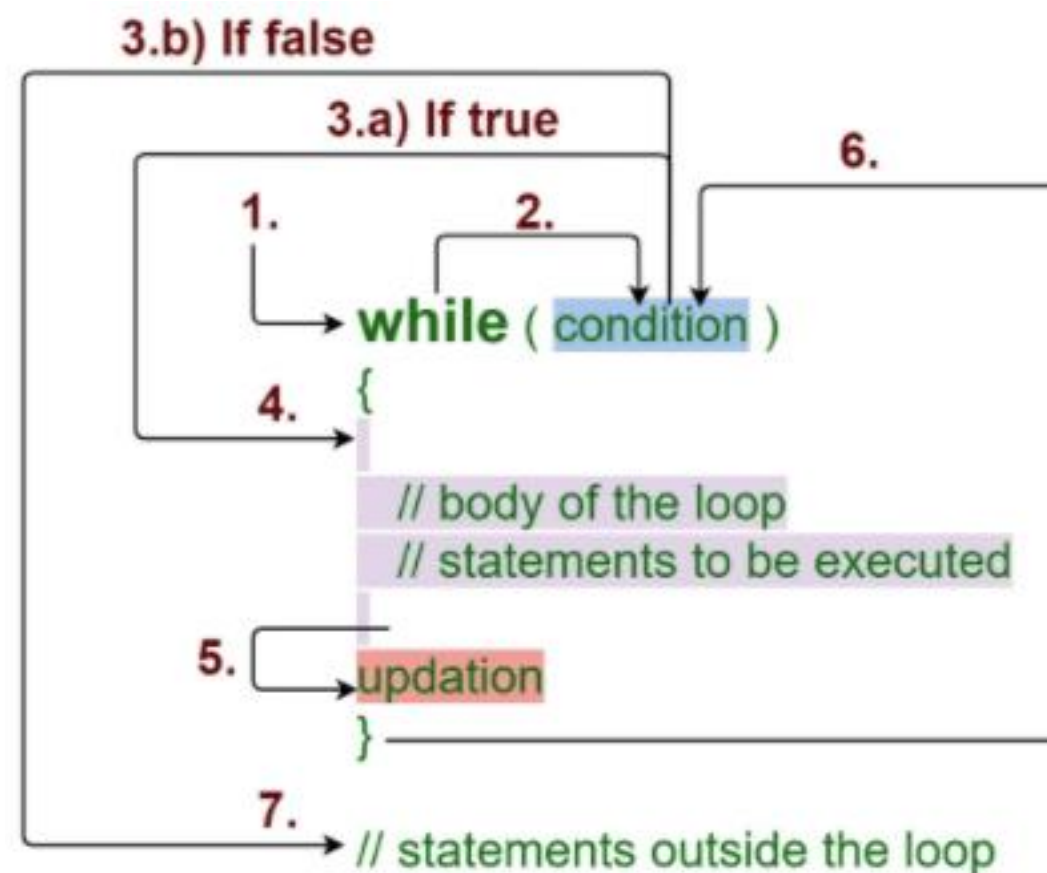 3.b) If false
3.a) If true
6.
1.
2.
while ( condition )
{
4.
// body of the loop
// statements to be executed
5.
updation
}
7.
// statements outside the loop